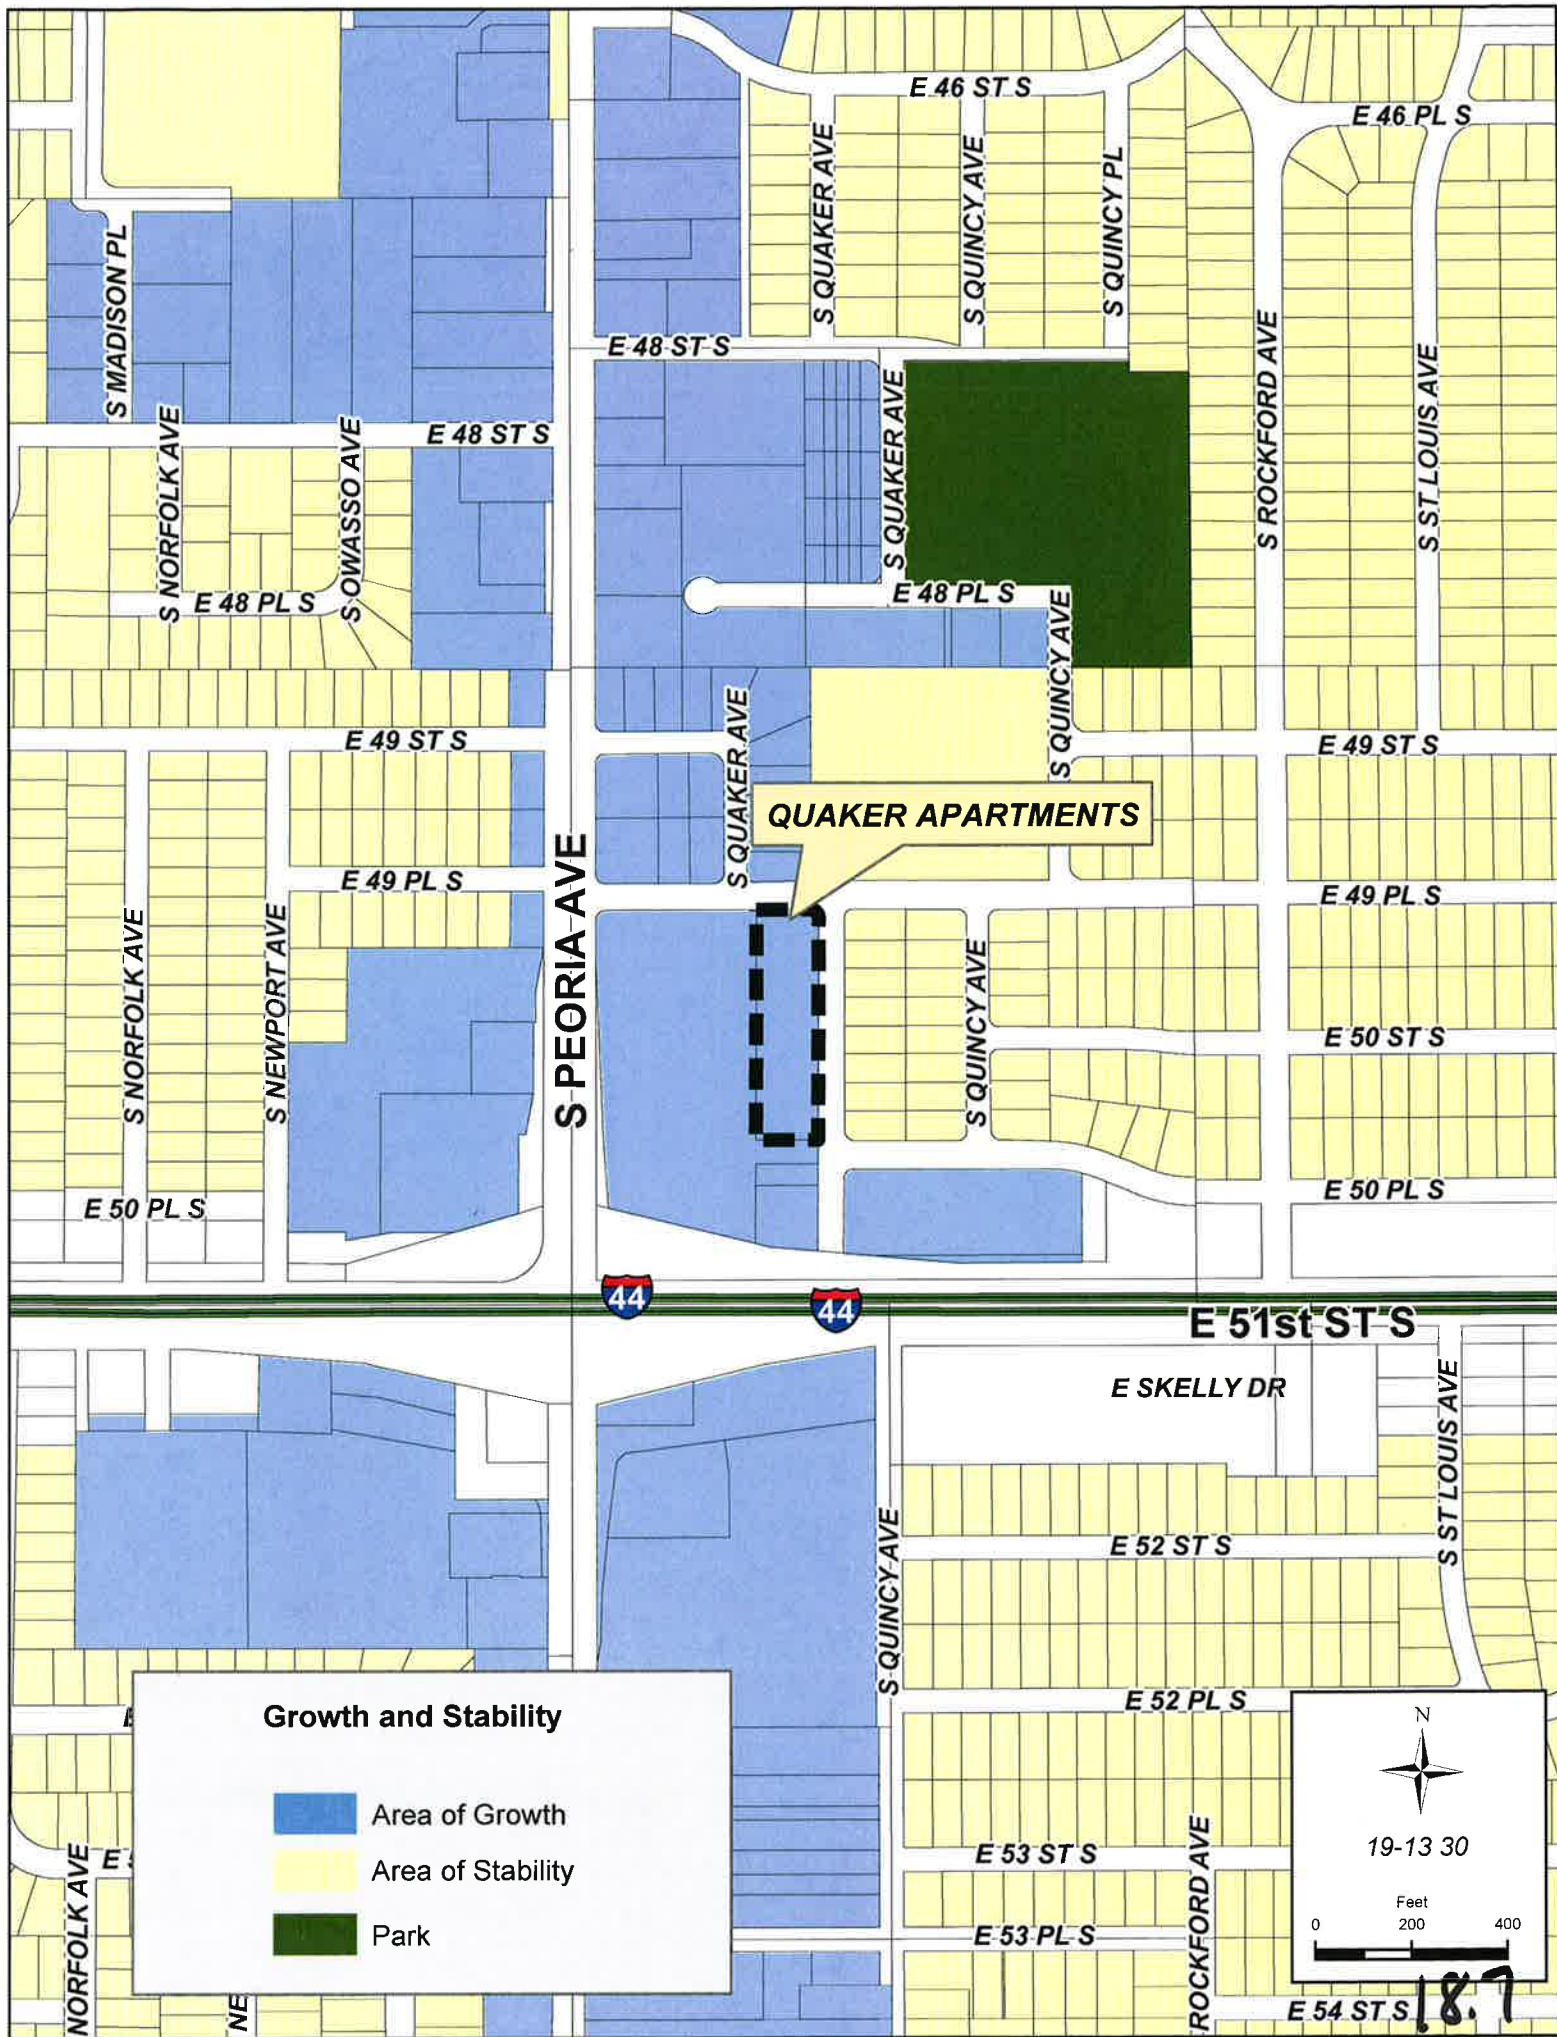 E 46 ST S
E 46 PL S
S QUAKER AVE
S QUINCY AVE
S QUINCY PL
S MADISON PL
E 48 ST S
S ROCKFORD AVE
S ST LOUIS AVE
S QUAKER AVE
E 48 ST S
S NORFOLK AVE
S OWASSO AVE
E 48 PL S
E 48 PL S
S QUINCY AVE
S QUAKER AVE
E 49 ST S
E 49 ST S
QUAKER APARTMENTS
S PEORIA AVE
E 49 PL S
E 49 PL S
S NORFOLK AVE
S NEWPORT AVE
S QUINCY AVE
E 50 ST S
E 50 PL S
E 50 PL S
44
44
E 51st ST S
E SKELLY DR
S ST LOUIS AVE
S QUINCY AVE
E 52 ST S
E 52 PL S
Growth and Stability
Area of Growth
Area of Stability
Park
N
19-13 30
Feet
0 200 400
E 53 ST S
E 5
NORFOLK AVE
ROCKFORD AVE
E 53 PL S
NE
E 54 ST S
18.7